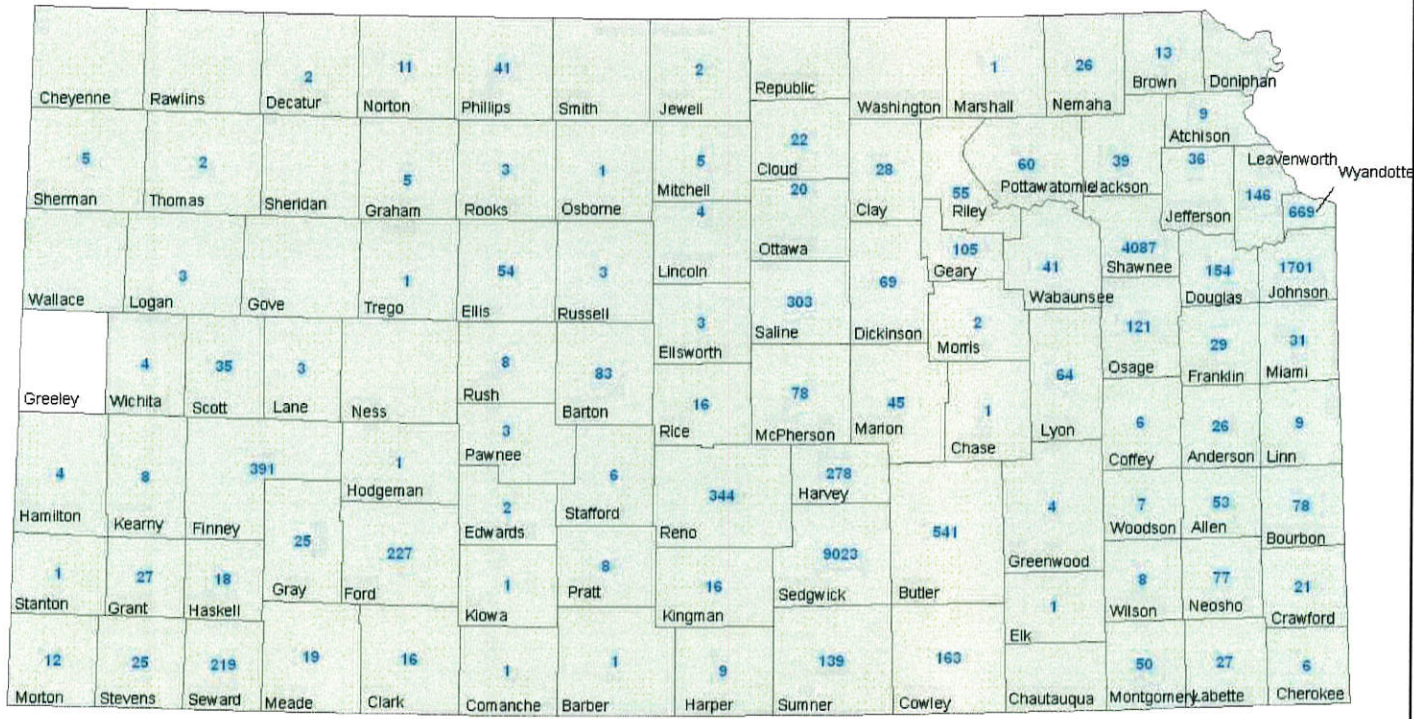 2 11 41 2 1 26 13
Cheyenne Rawlins Decatur Norton Phillips Smith Jewell Republic Washington Marshall Nemaha Brown Doniphan
9
Atchison
5 2 5 3 1 5 22 28 55 60 39 36 146 669
Sherman Thomas Sheridan Graham Rooks Osborne Mitchell Cloud Clay Riley Pottawatomie Jackson Jefferson Leavenworth Wyandotte
3 1 54 3 4 20 69 105 41 4087 154 1701
Wallace Logan Gove Trego Ellis Russell Lincoln Ottawa Dickinson Geary Wabaunsee Shawnee Douglas Johnson
4 35 3 8 83 3 303 2 64 121 29 31
Greeley Wichita Scott Lane Ness Rush Barton Ellsworth Saline Morris Lyon Osage Franklin Miami
3 16 78 45 1 6 26 9
Pawnee Rice McPherson Marion Chase Coffey Anderson Linn
4 8 391 1 2 6 344 278 4 7 53 78
Hamilton Kearny Finney Hodgeman Edwards Stafford Reno Harvey Greenwood Woodson Allen Bourbon
1 27 18 25 227 1 8 16 9023 541 1 8 77 21
Stanton Grant Haskell Gray Ford Kiowa Pratt Kingman Sedgwick Butler Elk Wilson Neosho Crawford
12 25 219 19 16 1 1 9 139 163 50 27 6
Morton Stevens Seward Meade Clark Comanche Barber Harper Sumner Cowley Chautauqua Montgomery Labette Cherokee